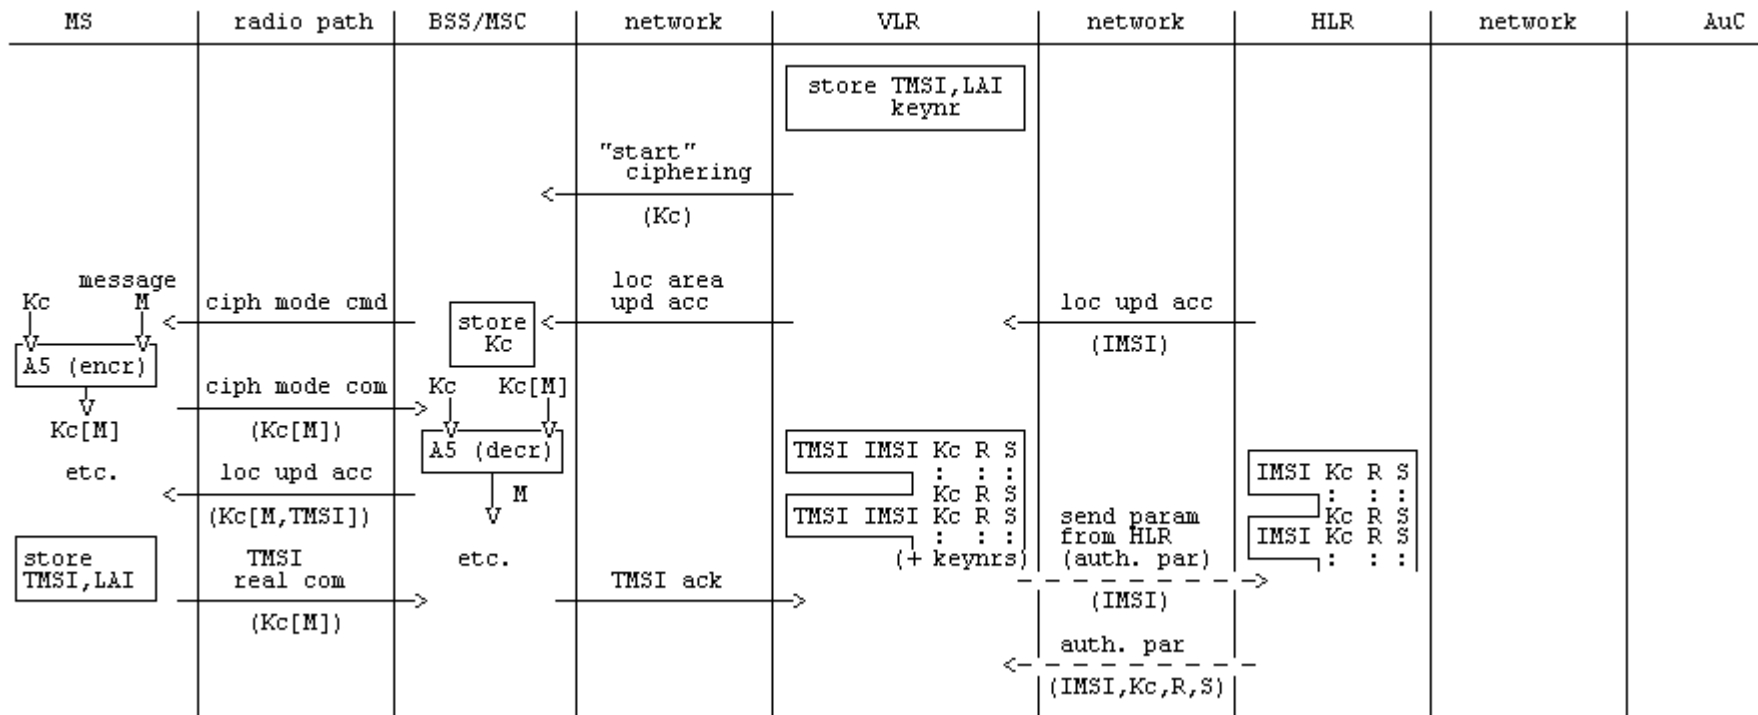 MS radio path BSS/MSC network VLR network HLR network AuC
store TMSI,LAI
keynr
"start"
ciphering
(Kc)
message loc area
Kc M ciph mode cmd upd acc loc upd acc
store
Kc (IMSI)
A5 (encr)
ciph mode com Kc Kc[M]
Kc[M] (Kc[M])
A5 (decr) TMSI IMSI Kc R S
etc. loc upd acc : : : IMSI Kc R S
M Kc R S : : :
(Kc[M,TMSI]) TMSI IMSI Kc R S send param Kc R S
: : : from HLR IMSI Kc R S
store TMSI etc. (+ keynrs) (auth. par) : : :
TMSI,LAI real com TMSI ack
(IMSI)
(Kc[M])
auth. par
(IMSI,Kc,R,S)